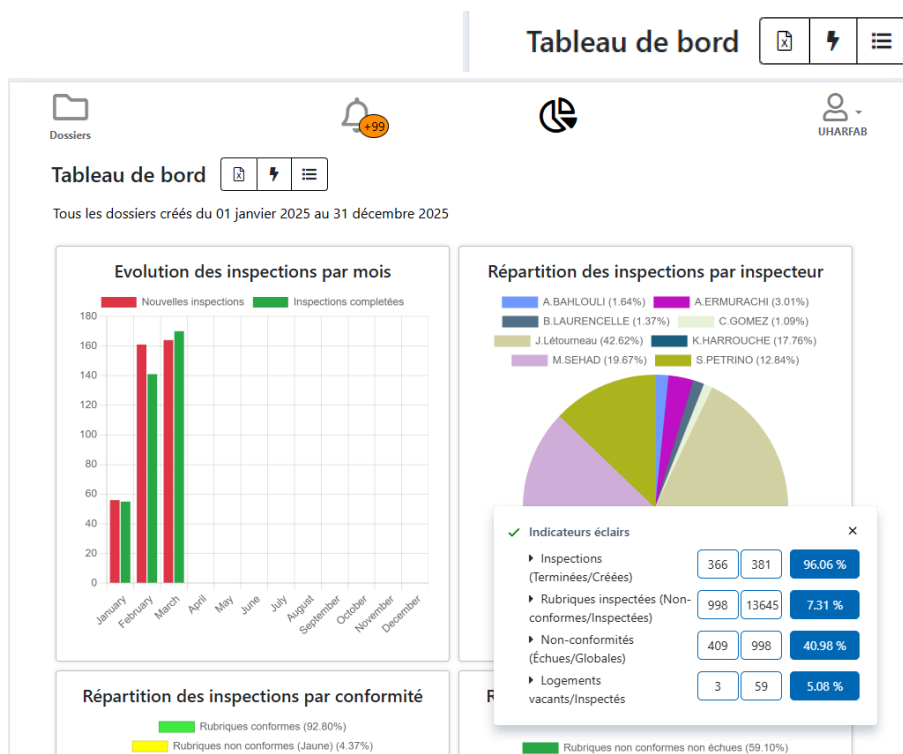 Tableau de bord
Dossiers
+99
UHARFAB
Tableau de bord
Tous les dossiers créés du 01 janvier 2025 au 31 décembre 2025
Evolution des inspections par mois
Nouvelles inspections Inspections completées
180
160
140
120
100
80
60
40
20
0
January February March April May June July August September October November December
Répartition des inspections par inspecteur
A.BAHLOULI (1.64%) A.ERMURACHI (3.01%)
B.LAURENCELLE (1.37%) C.GOMEZ (1.09%)
J.Létourneau (42.62%) K.HARROUCHE (17.76%)
M.SEHAD (19.67%) S.PETRINO (12.84%)
Indicateurs éclairs ×
Inspections
(Terminées/Créées) 366 381 96.06 %
Rubriques inspectées (Non-
conformes/Inspectées) 998 13645 7.31 %
Non-conformités
(Échues/Globales) 409 998 40.98 %
Logements
vacants/Inspectés 3 59 5.08 %
Répartition des inspections par conformité
Rubriques conformes (92.80%)
Rubriques non conformes (Jaune) (4.37%)
R
Rubriques non conformes non échues (59.10%)